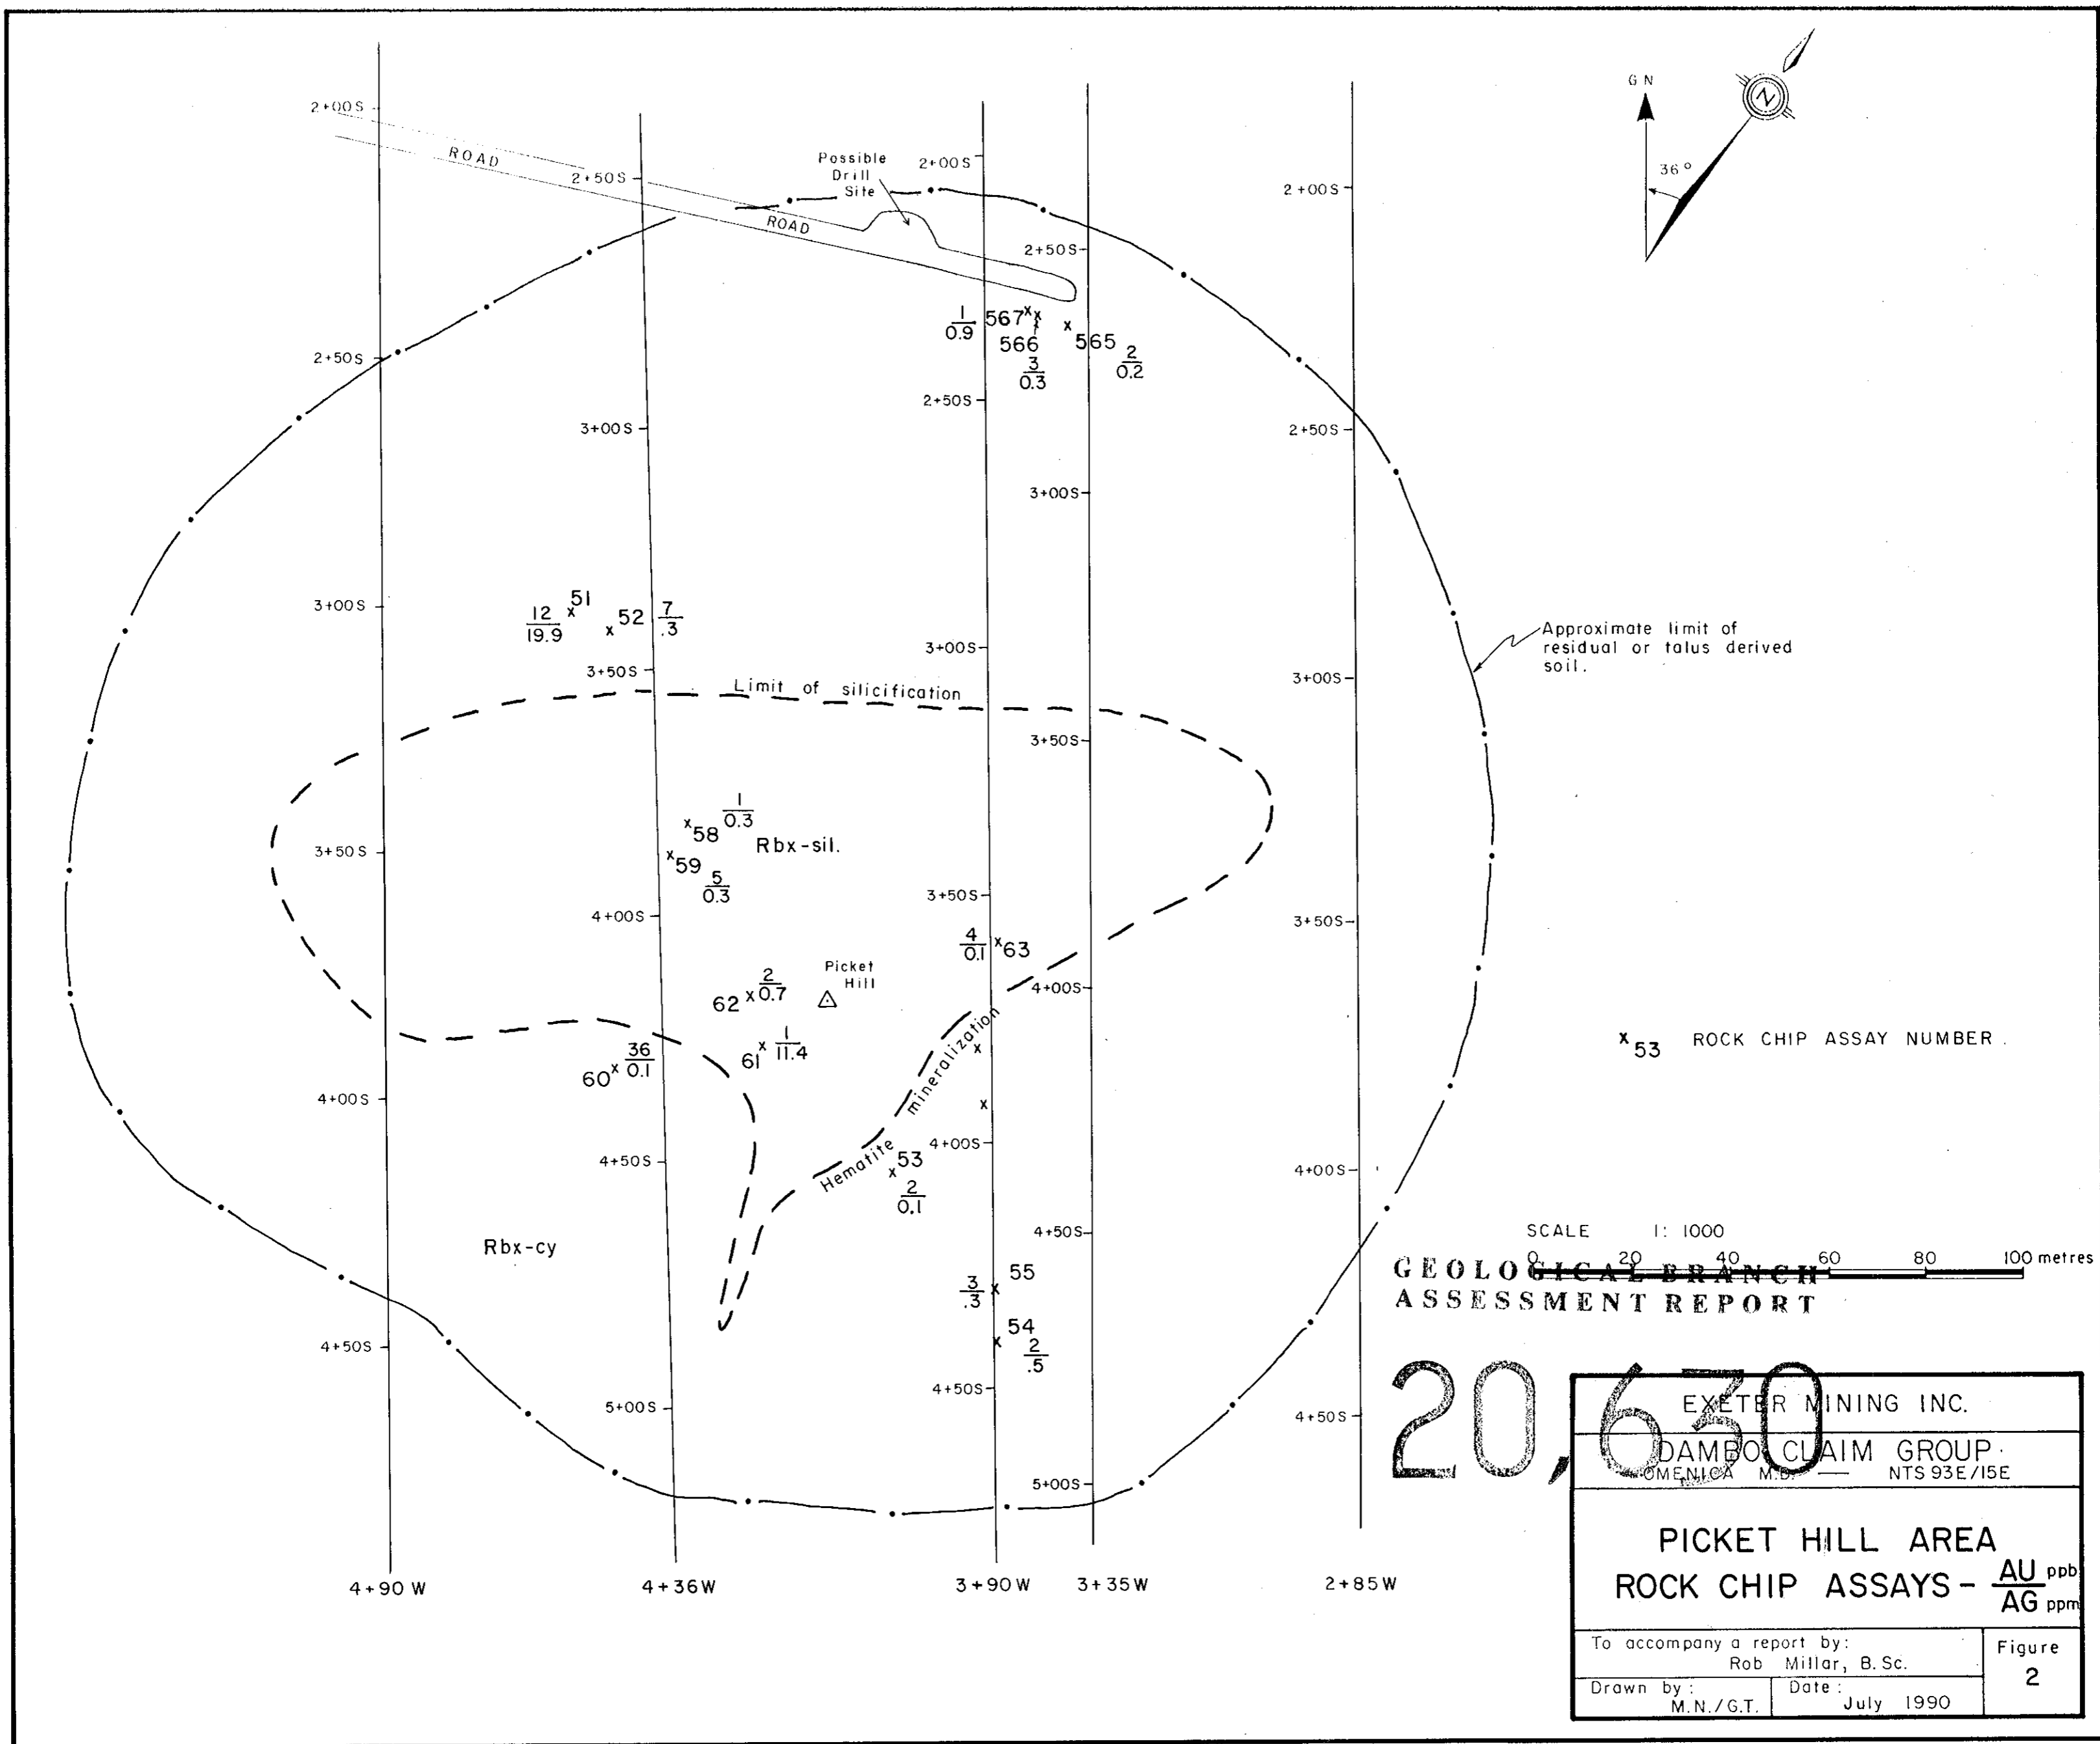 2+00S
ROAD
2+50S
Possible
Drill
Site
2+00S
ROAD
2+50S
2+00S
GN
N
36°
1
0.9
567
566
3
0.3
565
2
0.2
2+50S
3+00S
2+50S
2+50S
3+00S
3+00S
12
19.9
51
52
7
.3
3+50S
3+00S
Approximate limit of
residual or talus derived
soil.
3+00S
Limit of silicification
3+50S
1
0.3
58
Rbx-sil.
59
5
0.3
3+50S
4+00S
3+50S
3+50S
4
0.1
63
Picket
Hill
62
2
0.7
4+00S
61
1
11.4
36
0.1
60
Hematite mineralization
x 53 ROCK CHIP ASSAY NUMBER.
4+00S
4+00S
4+50S
53
2
0.1
4+00S
4+50S
Rbx-cy
55
3
.3
54
2
.5
4+50S
4+50S
5+00S
4+50S
5+00S
4+90W
4+36W
3+90W
3+35W
2+85W
SCALE 1: 1000
0 20 40 60 80 100 metres
GEOLOGICAL BRANCH
ASSESSMENT REPORT
20,630
EXETER MINING INC.
DAMBO CLAIM GROUP
OMENICA M.D. — NTS 93E/15E
PICKET HILL AREA
ROCK CHIP ASSAYS - AU ppb
AG ppm
To accompany a report by:
Rob Millar, B.Sc.
Figure
2
Drawn by:
M.N./G.T.
Date:
July 1990